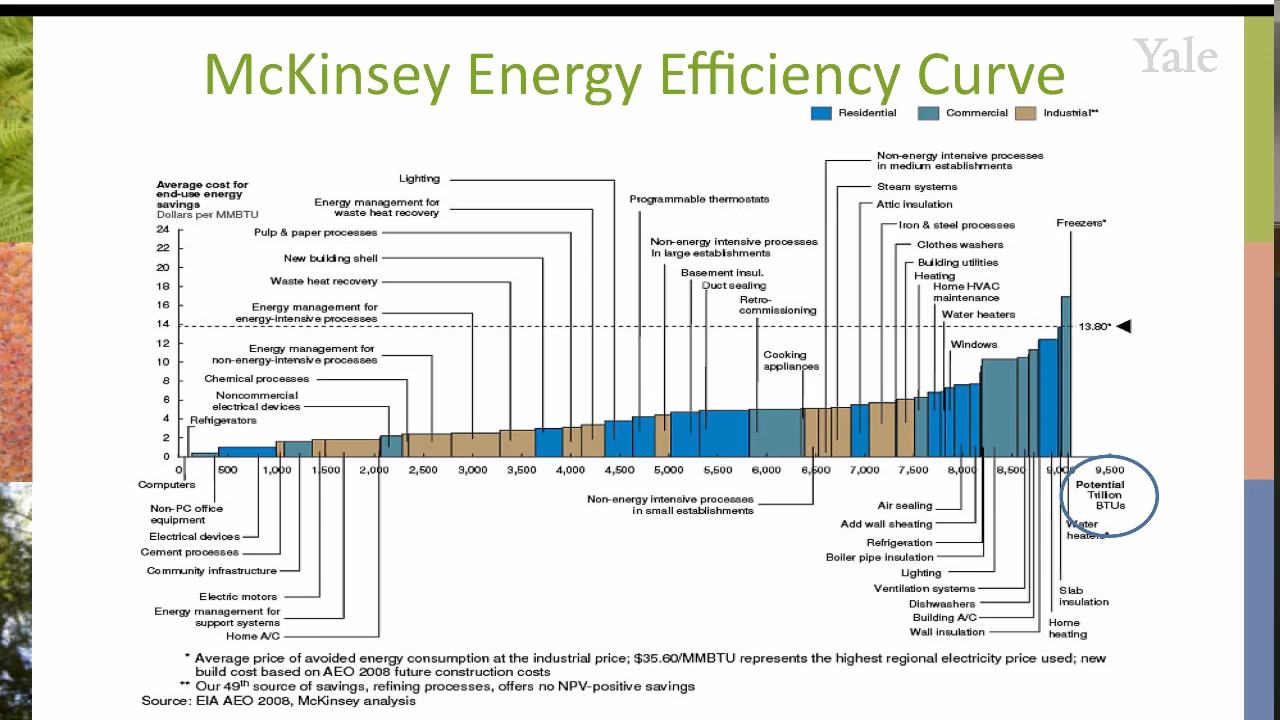 McKinsey Energy Efficiency Curve
Yale
Residential
Commercial
Industrial**
Average cost for
end-use energy
savings
Dollars per MMBTU
24
22
20
18
16
14
12
10
8
6
4
2
0
Lighting
Energy management for
waste heat recovery
Pulp & paper processes
New building shell
Waste heat recovery
Energy management for
energy-intensive processes
Energy management for
non-energy-intensive processes
Chemical processes
Noncommercial
electrical devices
Refrigerators
Programmable thermostats
Non-energy intensive processes
In large establishments
Basement insul.
Duct sealing
Retro-
commissioning
Cooking
appliances
Non-energy intensive processes
in medium establishments
Steam systems
Attic insulation
Iron & steel processes
Clothes washers
Building utilities
Heating
Home HVAC
maintenance
Water heaters
Windows
Freezers*
13.80*
0 500 1,000 1,500 2,000 2,500 3,000 3,500 4,000 4,500 5,000 5,500 6,000 6,500 7,000 7,500 8,000 8,500 9,000 9,500
Potential
Trillion
BTUs
Computers
Non-PC office
equipment
Electrical devices
Cement processes
Community infrastructure
Electric motors
Energy management for
support systems
Home A/C
Non-energy intensive processes
in small establishments
Air sealing
Add wall sheating
Refrigeration
Boiler pipe insulation
Lighting
Ventilation systems
Dishwashers
Building A/C
Wall insulation
Water
heaters*
Slab
insulation
Home
heating
* Average price of avoided energy consumption at the industrial price; $35.60/MMBTU represents the highest regional electricity price used; new
build cost based on AEO 2008 future construction costs
** Our 49th source of savings, refining processes, offers no NPV-positive savings
Source: EIA AEO 2008, McKinsey analysis